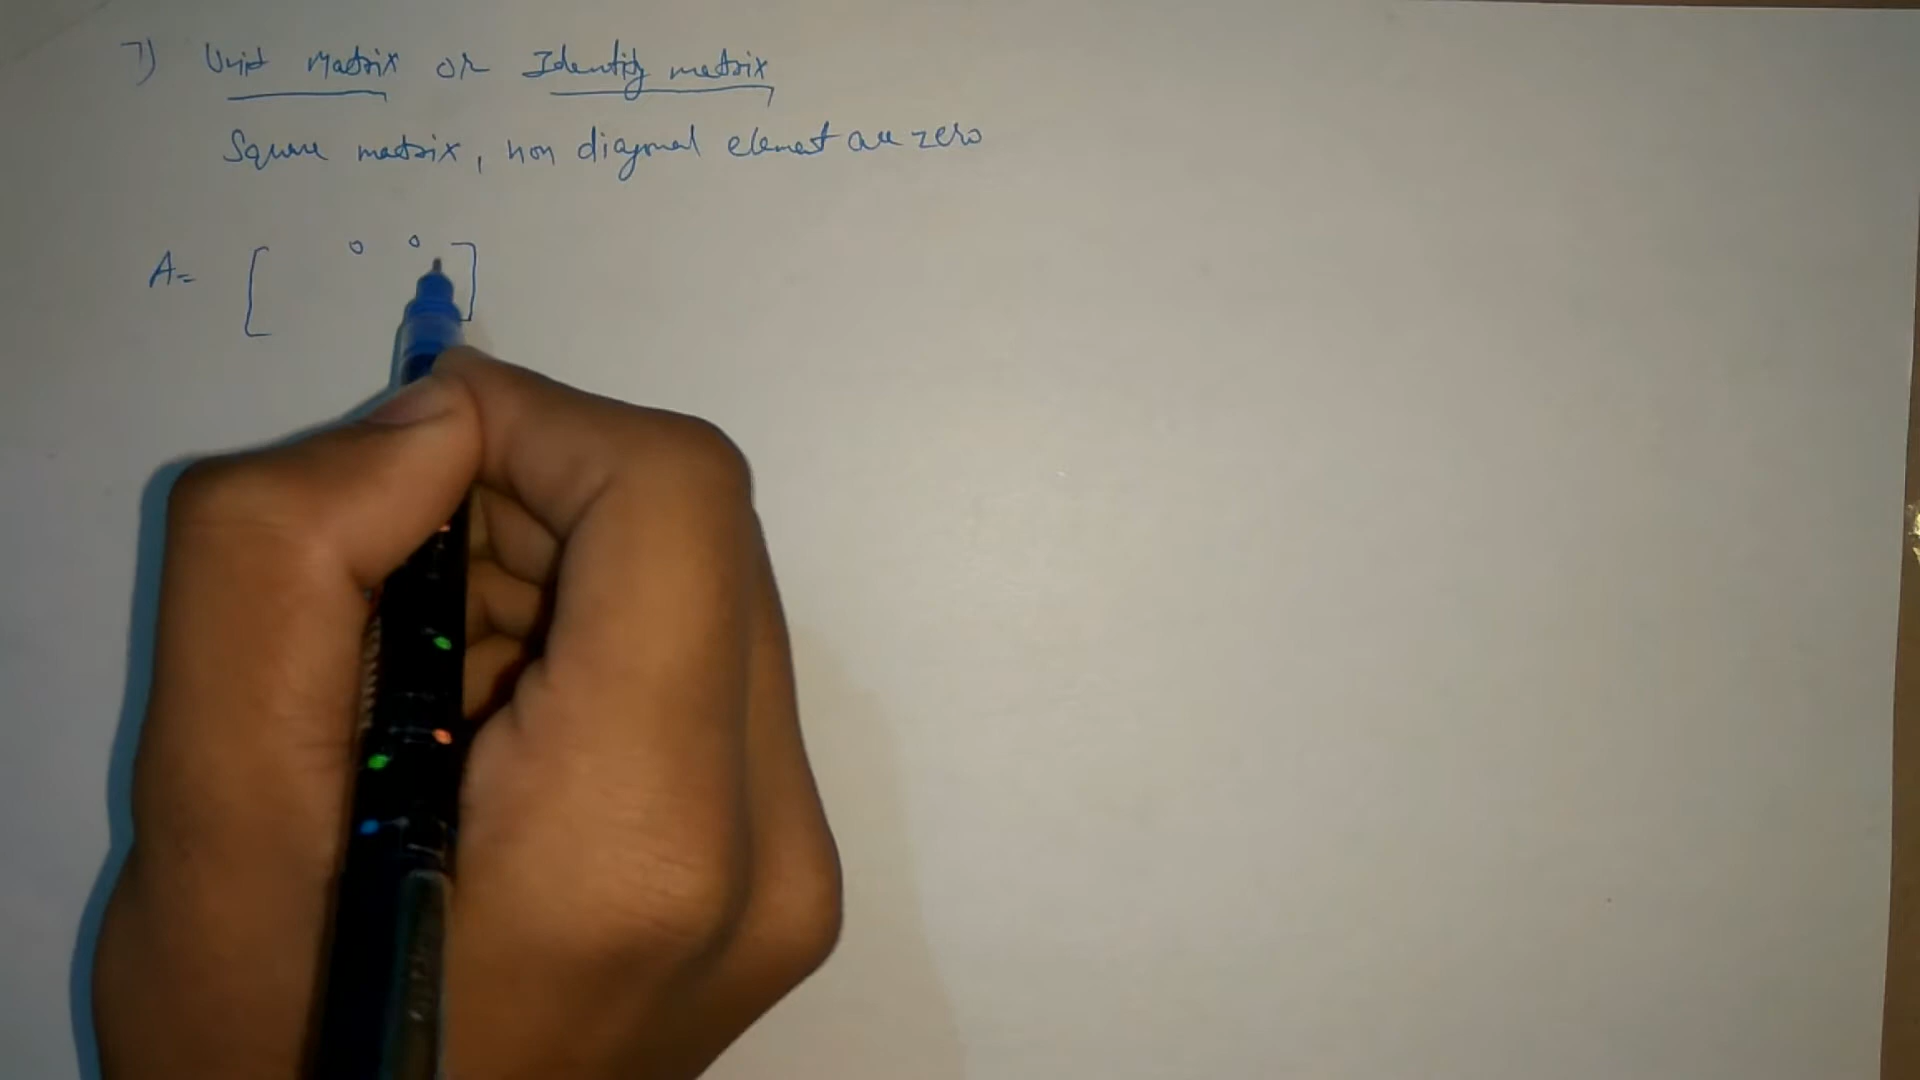 7) Unit Matrix or Identity matrix
Square matrix, non diagonal element are zero
A= [ 0 0 ]